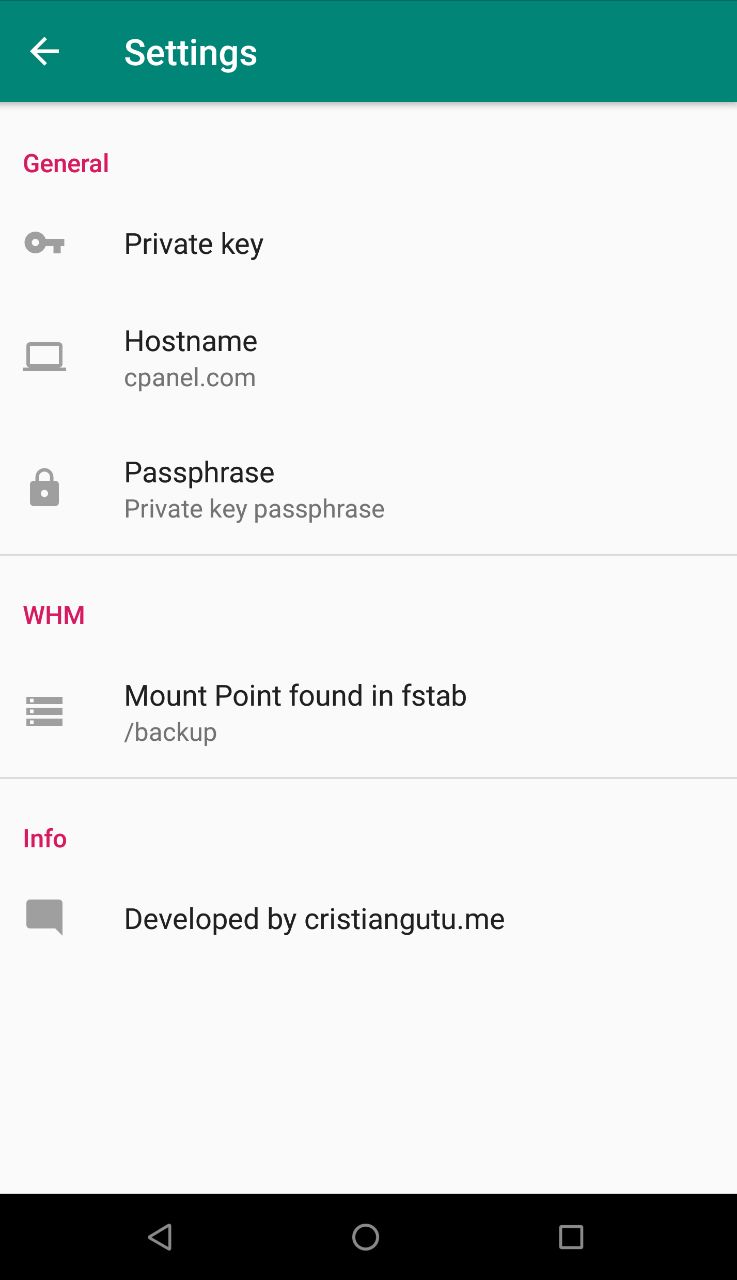 Settings
General
Private key
Hostname
cpanel.com
Passphrase
Private key passphrase
WHM
Mount Point found in fstab
/backup
Info
Developed by cristiangutu.me